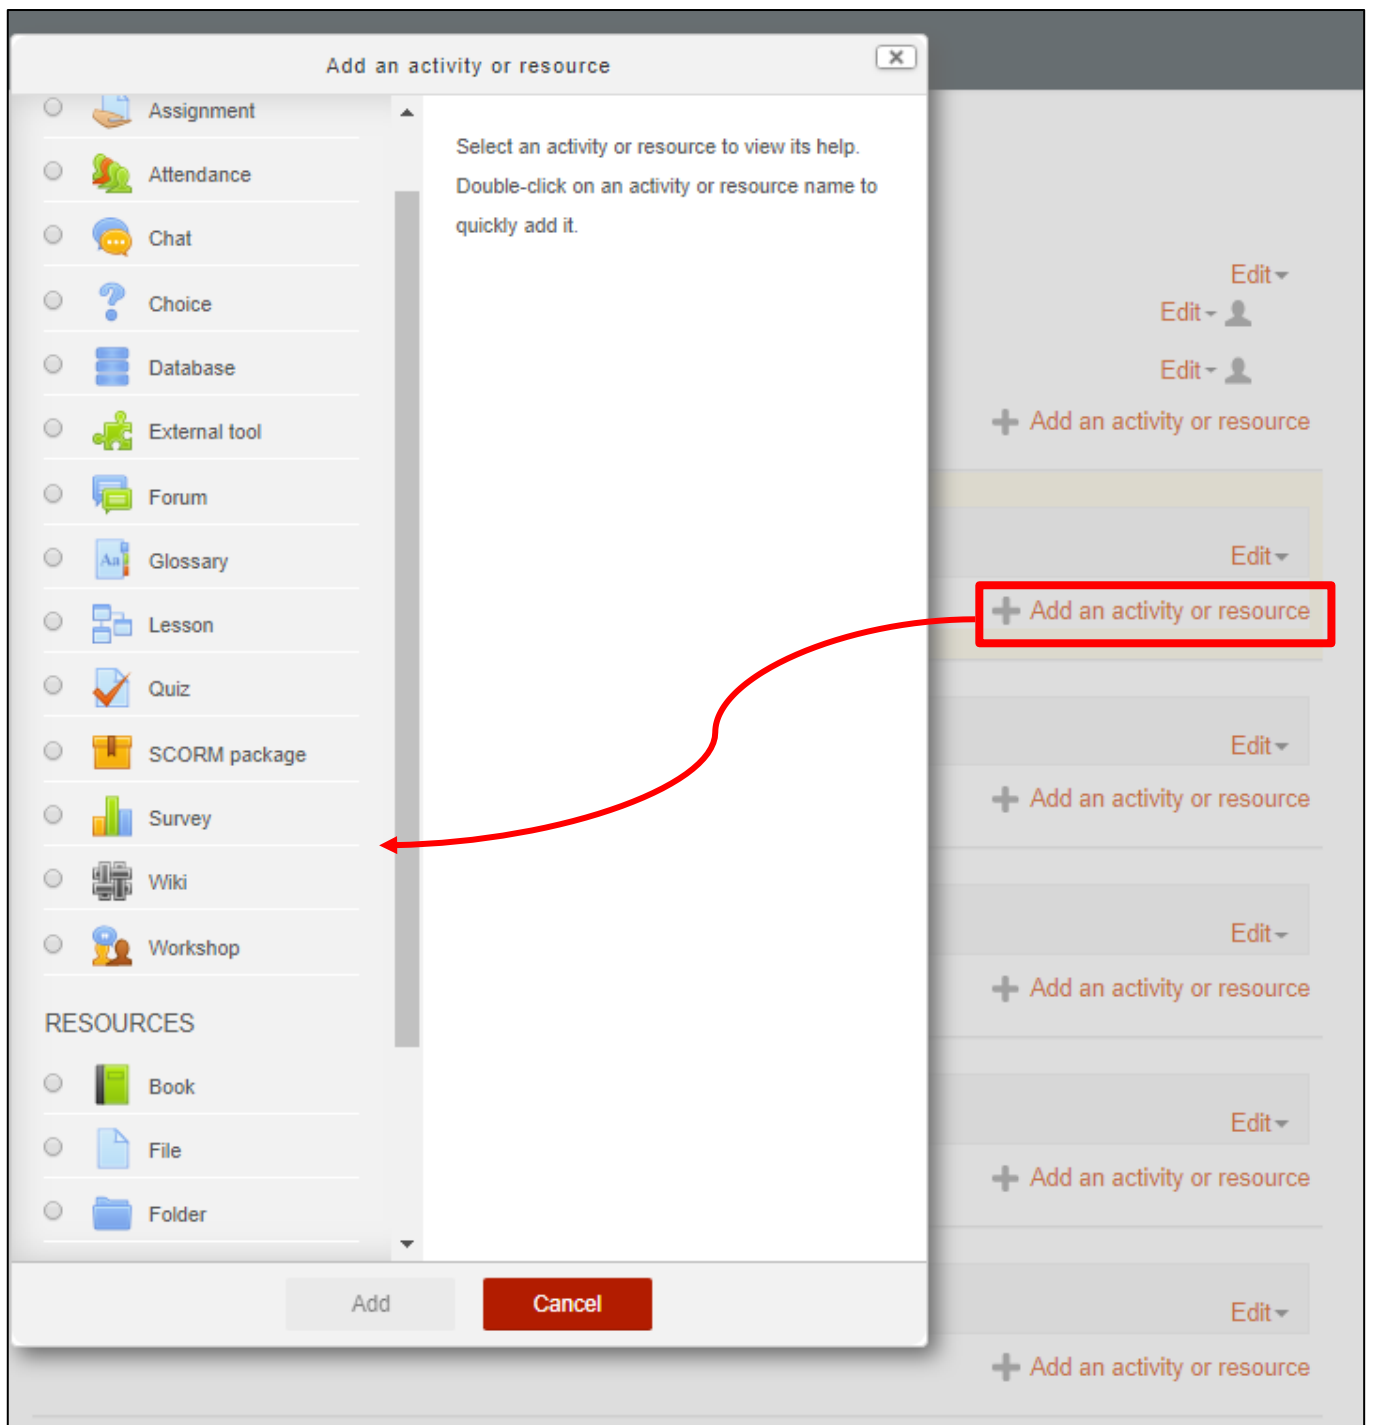 Add an activity or resource
Assignment
Attendance
Chat
Choice
Database
External tool
Forum
Aa
Glossary
Lesson
Quiz
SCORM package
Survey
Wiki
Workshop
RESOURCES
Book
File
Folder
Select an activity or resource to view its help.
Double-click on an activity or resource name to
quickly add it.
Add
Cancel
Edit
Edit
Edit
Add an activity or resource
Edit
Add an activity or resource
Edit
Add an activity or resource
Edit
Add an activity or resource
Edit
Add an activity or resource
Edit
Add an activity or resource